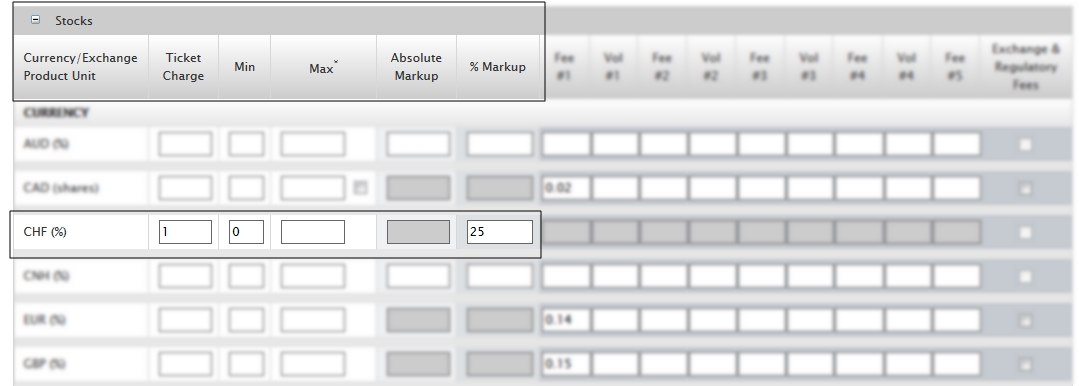 Stocks
Currency/Exchange Product Unit Ticket Charge Min Max* Absolute Markup % Markup Fee #1 Vol #1 Fee #2 Vol #2 Fee #3 Vol #3 Fee #4 Vol #4 Fee #5 Exchange & Regulatory Fees
CURRENCY
AUD (%)
CAD (shares) 0.02
CHF (%) 1 0 25
CNH (%)
EUR (%) 0.14
GBP (%) 0.15